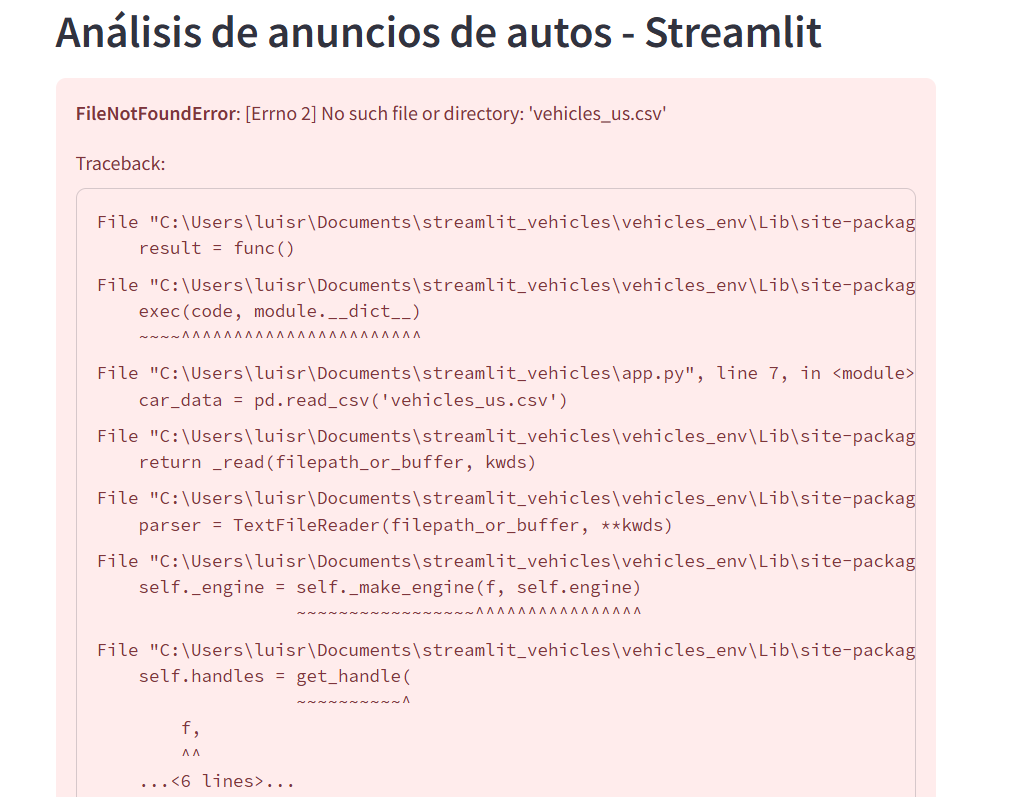 Análisis de anuncios de autos - Streamlit
FileNotFoundError: [Errno 2] No such file or directory: 'vehicles_us.csv'
Traceback:
File "C:\Users\luisr\Documents\streamlit_vehicles\vehicles_env\Lib\site-packag
result = func()
File "C:\Users\luisr\Documents\streamlit_vehicles\vehicles_env\Lib\site-packag
exec(code, module.__dict__)
~~~~^^^^^^^^^^^^^^^^^^^^^^^
File "C:\Users\luisr\Documents\streamlit_vehicles\app.py", line 7, in <module>
car_data = pd.read_csv('vehicles_us.csv')
File "C:\Users\luisr\Documents\streamlit_vehicles\vehicles_env\Lib\site-packag
return _read(filepath_or_buffer, kwds)
File "C:\Users\luisr\Documents\streamlit_vehicles\vehicles_env\Lib\site-packag
parser = TextFileReader(filepath_or_buffer, **kwds)
File "C:\Users\luisr\Documents\streamlit_vehicles\vehicles_env\Lib\site-packag
self._engine = self._make_engine(f, self.engine)
~~~~~~~~~~~~~~~~~^^^^^^^^^^^^^^^^
File "C:\Users\luisr\Documents\streamlit_vehicles\vehicles_env\Lib\site-packag
self.handles = get_handle(
~~~~~~~~~~^
f,
^^
...<6 lines>...